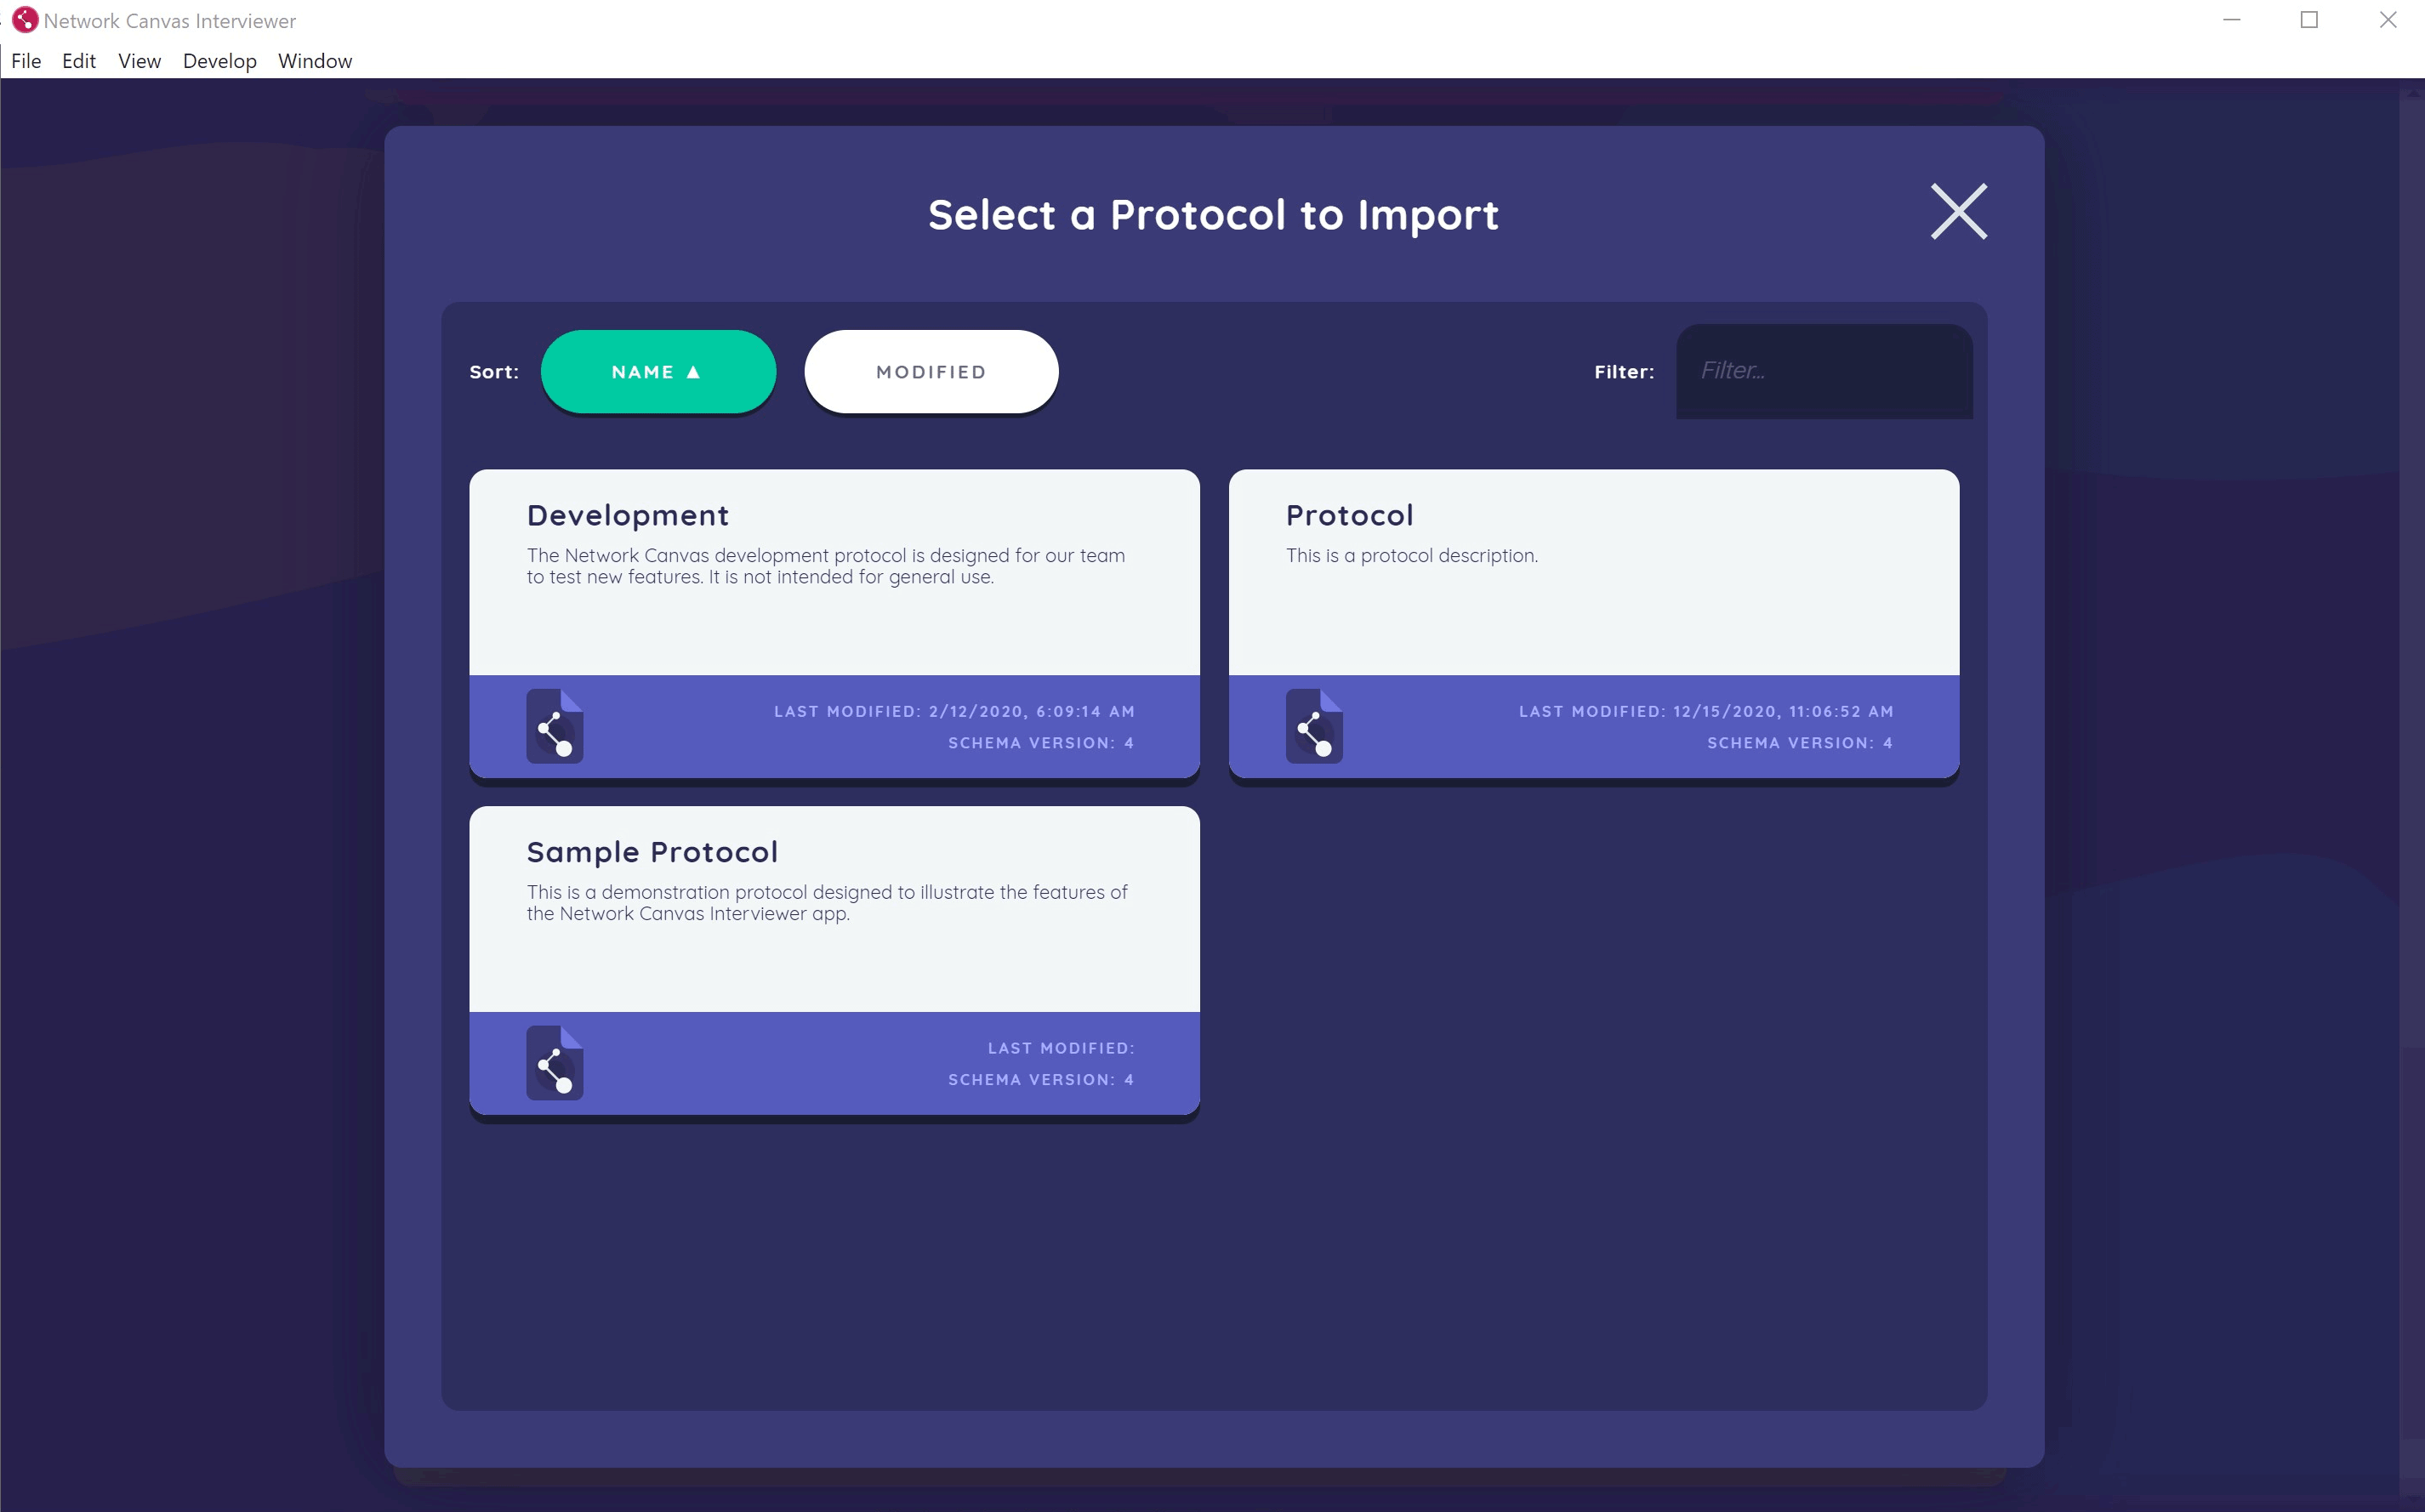 Network Canvas Interviewer
File Edit View Develop Window
Select a Protocol to Import
Sort: NAME ▲ MODIFIED Filter: Filter...
Development
The Network Canvas development protocol is designed for our team
to test new features. It is not intended for general use.
LAST MODIFIED: 2/12/2020, 6:09:14 AM
SCHEMA VERSION: 4
Protocol
This is a protocol description.
LAST MODIFIED: 12/15/2020, 11:06:52 AM
SCHEMA VERSION: 4
Sample Protocol
This is a demonstration protocol designed to illustrate the features of
the Network Canvas Interviewer app.
LAST MODIFIED:
SCHEMA VERSION: 4